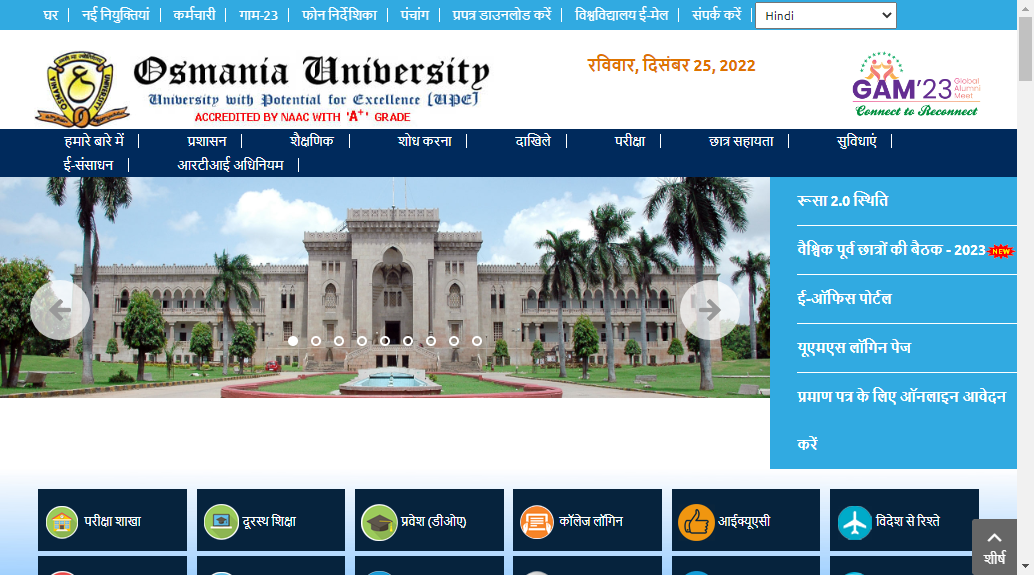 घर
नई नियुक्तियां
कर्मचारी
गाम-23
फोन निर्देशिका
पंचांग
प्रपत्र डाउनलोड करें
विश्वविद्यालय ई-मेल
संपर्क करें
Hindi
Osmania University
University with Potential for Excellence (UPE)
ACCREDITED BY NAAC WITH 'A+' GRADE
रविवार, दिसंबर 25, 2022
GAM'23 Global Alumni Meet
Connect to Reconnect
हमारे बारे में
प्रशासन
शैक्षणिक
शोध करना
दाखिले
परीक्षा
छात्र सहायता
सुविधाएं
ई-संसाधन
आरटीआई अधिनियम
रूसा 2.0 स्थिति
वैश्विक पूर्व छात्रों की बैठक - 2023 NEW
ई-ऑफिस पोर्टल
यूएमएस लॉगिन पेज
प्रमाण पत्र के लिए ऑनलाइन आवेदन
करें
परीक्षा शाखा
दूरस्थ शिक्षा
प्रवेश (डीओए)
कॉलेज लॉगिन
आईक्यूएसी
विदेश से रिश्ते
शीर्ष